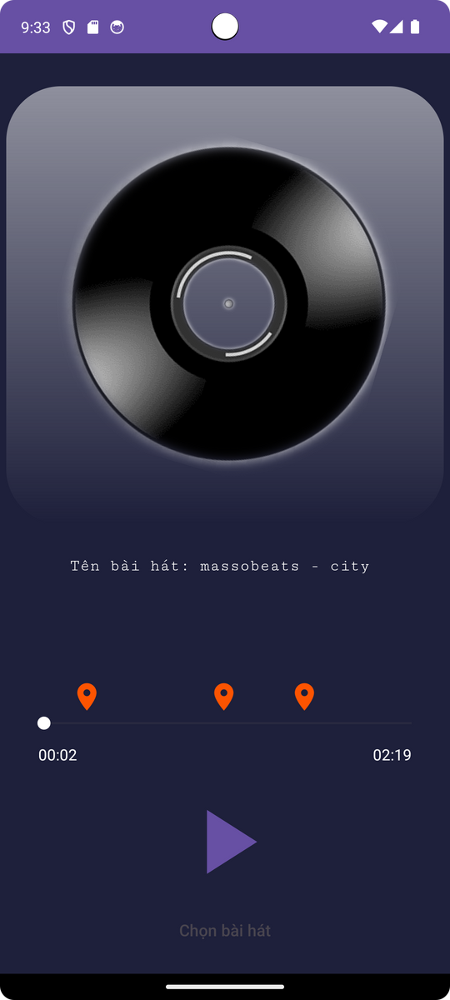 9:33
Tên bài hát: massobeats - city
00:02
02:19
Chọn bài hát